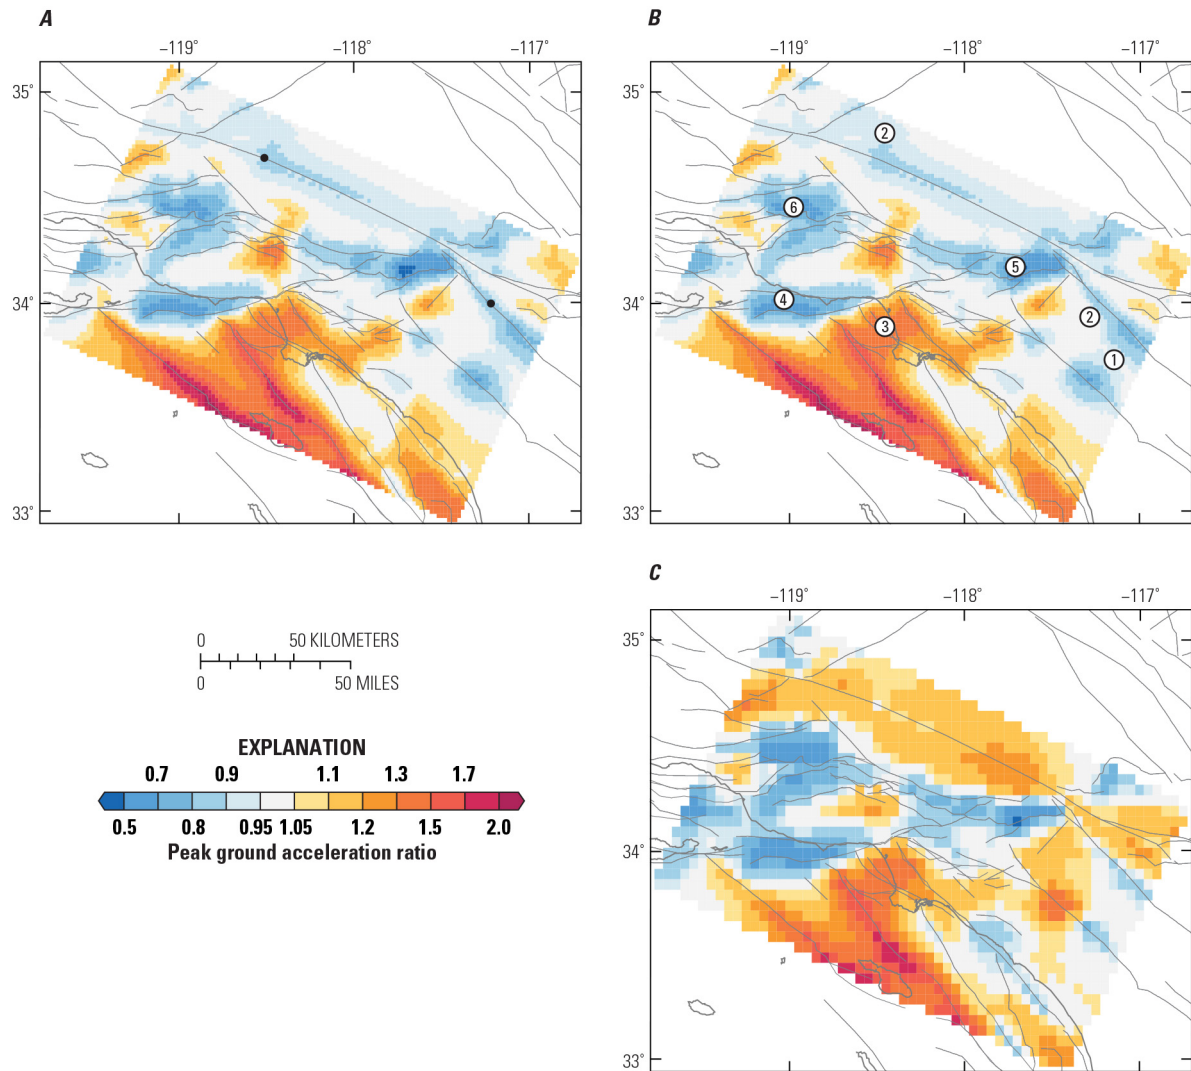 A
−119°
−118°
−117°
35°
34°
33°
B
−119°
−118°
−117°
35°
34°
33°
2
6
5
4
3
2
1
0 50 KILOMETERS
0 50 MILES
EXPLANATION
0.7 0.9 1.1 1.3 1.7
0.5 0.8 0.95 1.05 1.2 1.5 2.0
Peak ground acceleration ratio
C
−119°
−118°
−117°
35°
34°
33°